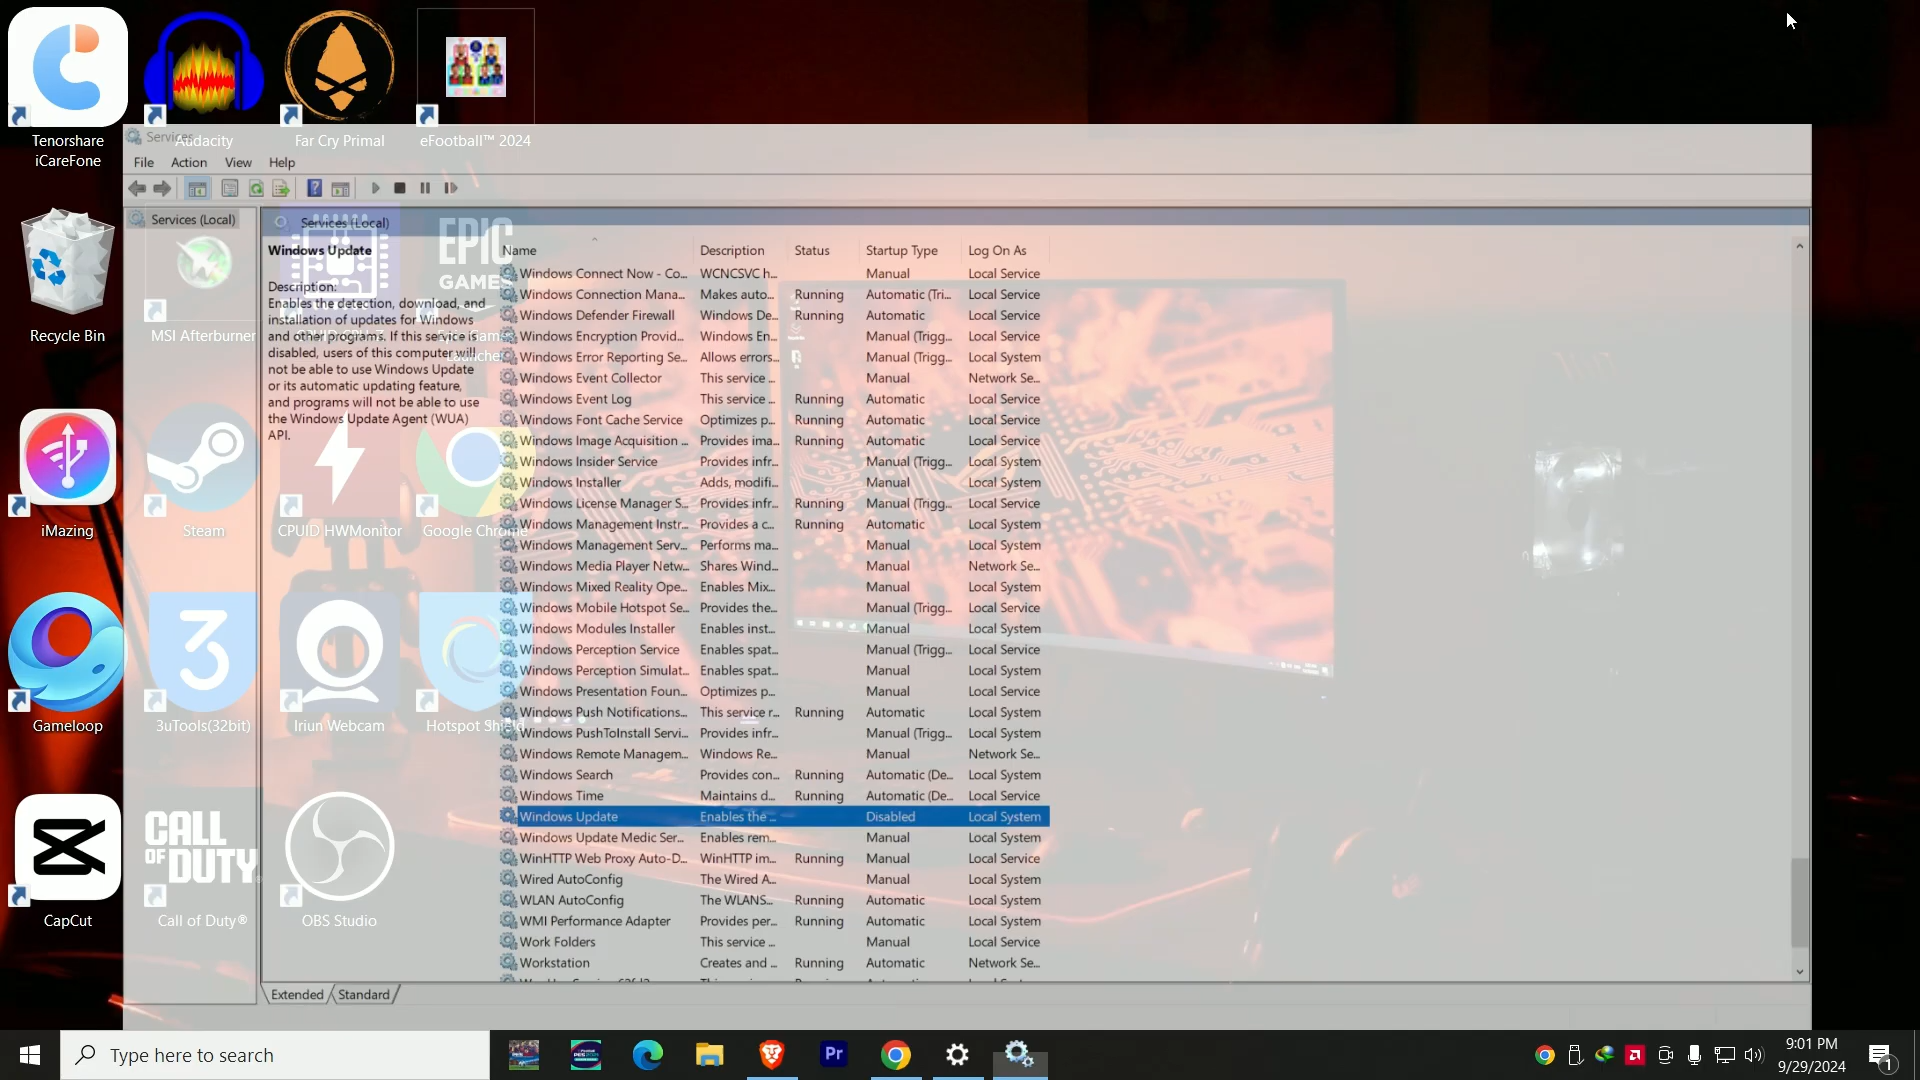 Tenorshare
iCareFone
Audacity
Far Cry Primal
eFootball™ 2024
Services
File Action View Help
Services (Local)
Services (Local)
Recycle Bin
MSI Afterburner
EPIC
GAMES
iMazing
Steam
CPUID HWMonitor
Google Chrome
Gameloop
3uTools(32bit)
Iriun Webcam
Hotspot Shield
CapCut
CALL
OF DUTY
Call of Duty®
OBS Studio
Windows Update
Description:
Enables the detection, download, and
installation of updates for Windows
and other programs. If this service is
disabled, users of this computer will
not be able to use Windows Update
or its automatic updating feature,
and programs will not be able to use
the Windows Update Agent (WUA)
API.
Name Description Status Startup Type Log On As
Windows Connect Now - Co... WCNCSVC h... Manual Local Service
Windows Connection Mana... Makes auto... Running Automatic (Tri... Local Service
Windows Defender Firewall Windows De... Running Automatic Local Service
Windows Encryption Provid... Windows En... Manual (Trigg... Local Service
Windows Error Reporting Se... Allows errors... Manual (Trigg... Local System
Windows Event Collector This service ... Manual Network Se...
Windows Event Log This service ... Running Automatic Local Service
Windows Font Cache Service Optimizes p... Running Automatic Local Service
Windows Image Acquisition ... Provides ima... Running Automatic Local Service
Windows Insider Service Provides infr... Manual (Trigg... Local System
Windows Installer Adds, modifi... Manual Local System
Windows License Manager S... Provides infr... Running Manual (Trigg... Local Service
Windows Management Instr... Provides a c... Running Automatic Local System
Windows Management Serv... Performs ma... Manual Local System
Windows Media Player Netw... Shares Wind... Manual Network Se...
Windows Mixed Reality Ope... Enables Mix... Manual Local System
Windows Mobile Hotspot Se... Provides the... Manual (Trigg... Local Service
Windows Modules Installer Enables inst... Manual Local System
Windows Perception Service Enables spat... Manual (Trigg... Local Service
Windows Perception Simulat... Enables spat... Manual Local System
Windows Presentation Foun... Optimizes p... Manual Local Service
Windows Push Notifications... This service r... Running Automatic Local System
Windows PushToInstall Servi... Provides infr... Manual (Trigg... Local System
Windows Remote Managem... Windows Re... Manual Network Se...
Windows Search Provides con... Running Automatic (De... Local System
Windows Time Maintains d... Running Automatic (De... Local Service
Windows Update Enables the ... Disabled Local System
Windows Update Medic Ser... Enables rem... Manual Local System
WinHTTP Web Proxy Auto-D... WinHTTP im... Running Manual Local Service
Wired AutoConfig The Wired A... Manual Local System
WLAN AutoConfig The WLANS... Running Automatic Local System
WMI Performance Adapter Provides per... Running Automatic Local System
Work Folders This service ... Manual Local Service
Workstation Creates and ... Running Automatic Network Se...
Extended Standard
Type here to search
Pr
9:01 PM
9/29/2024
1